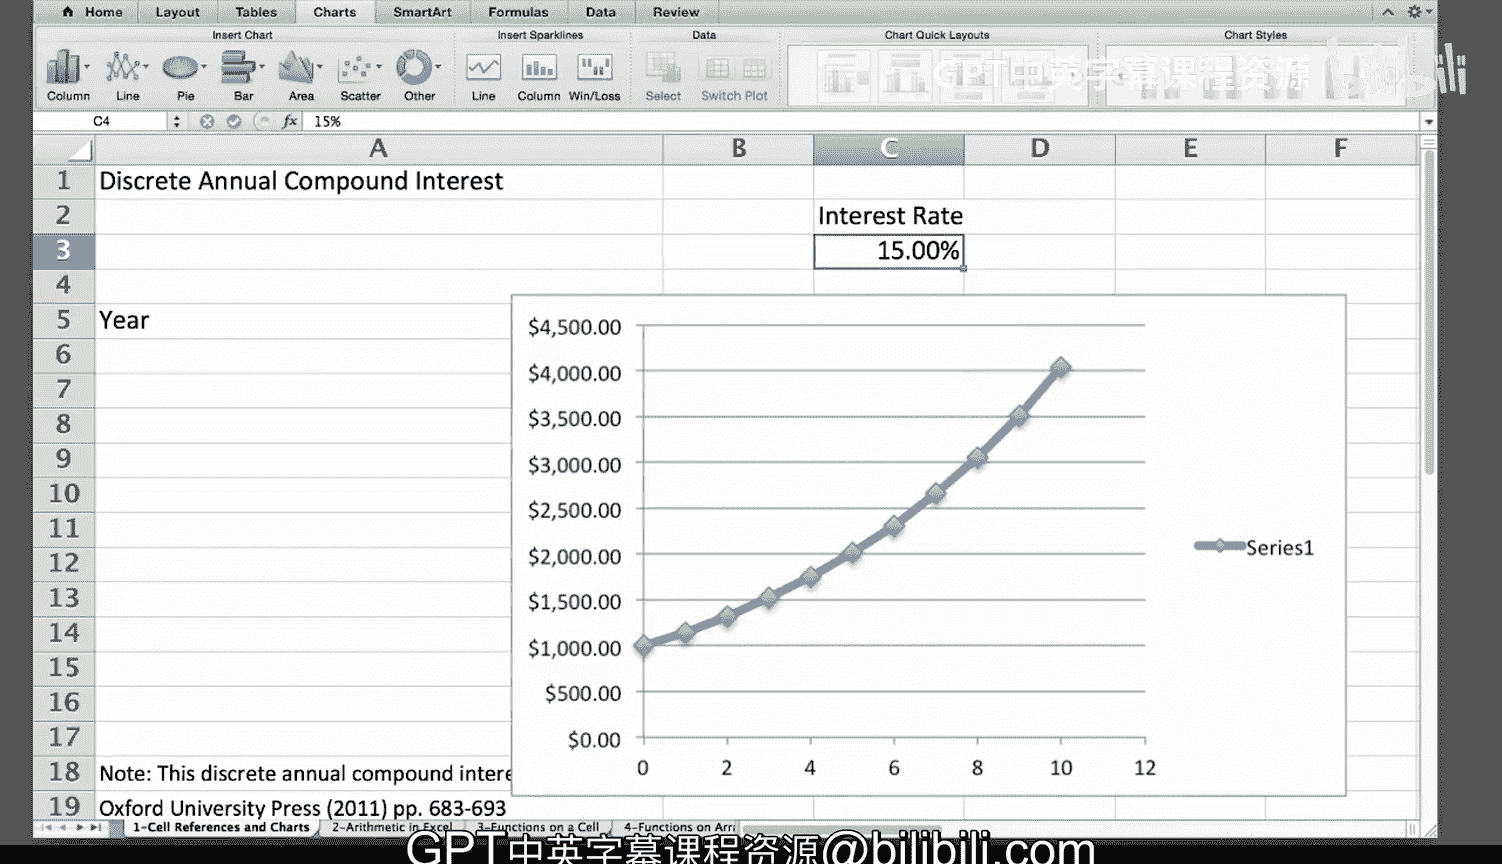 Home Layout Tables Charts SmartArt Formulas Data Review
Insert Chart Insert Sparklines Data Chart Quick Layouts Chart Styles
Column Line Pie Bar Area Scatter Other Line Column Win/Loss Select Switch Plot
GPT中英字幕课程资源 bilibili
C4 fx 15%
A B C D E F
1 Discrete Annual Compound Interest
2 Interest Rate
3 15.00%
4
5 Year
6
7
8
9
10
11
12
13
14
15
16
17
18 Note: This discrete annual compound intere
19 Oxford University Press (2011) pp. 683-693
$4,500.00
$4,000.00
$3,500.00
$3,000.00
$2,500.00
$2,000.00
$1,500.00
$1,000.00
$500.00
$0.00
0 2 4 6 8 10 12
Series1
1-Cell References and Charts 2-Arithmetic in Excel 3-Functions on a Cell 4-Functions on Arra
GPT中英字幕课程资源@bilibili.com